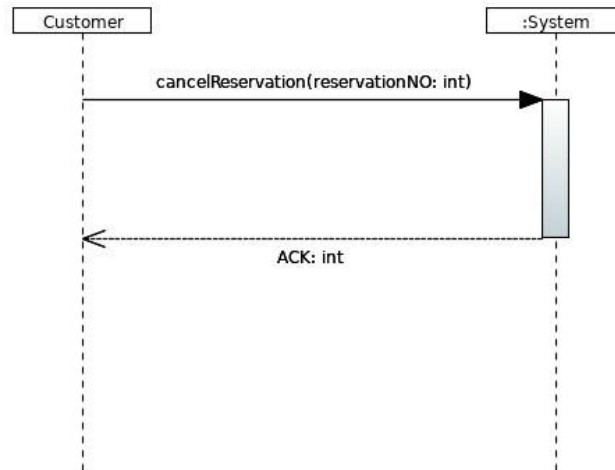 Customer
:System
cancelReservation(reservationNO: int)
ACK: int